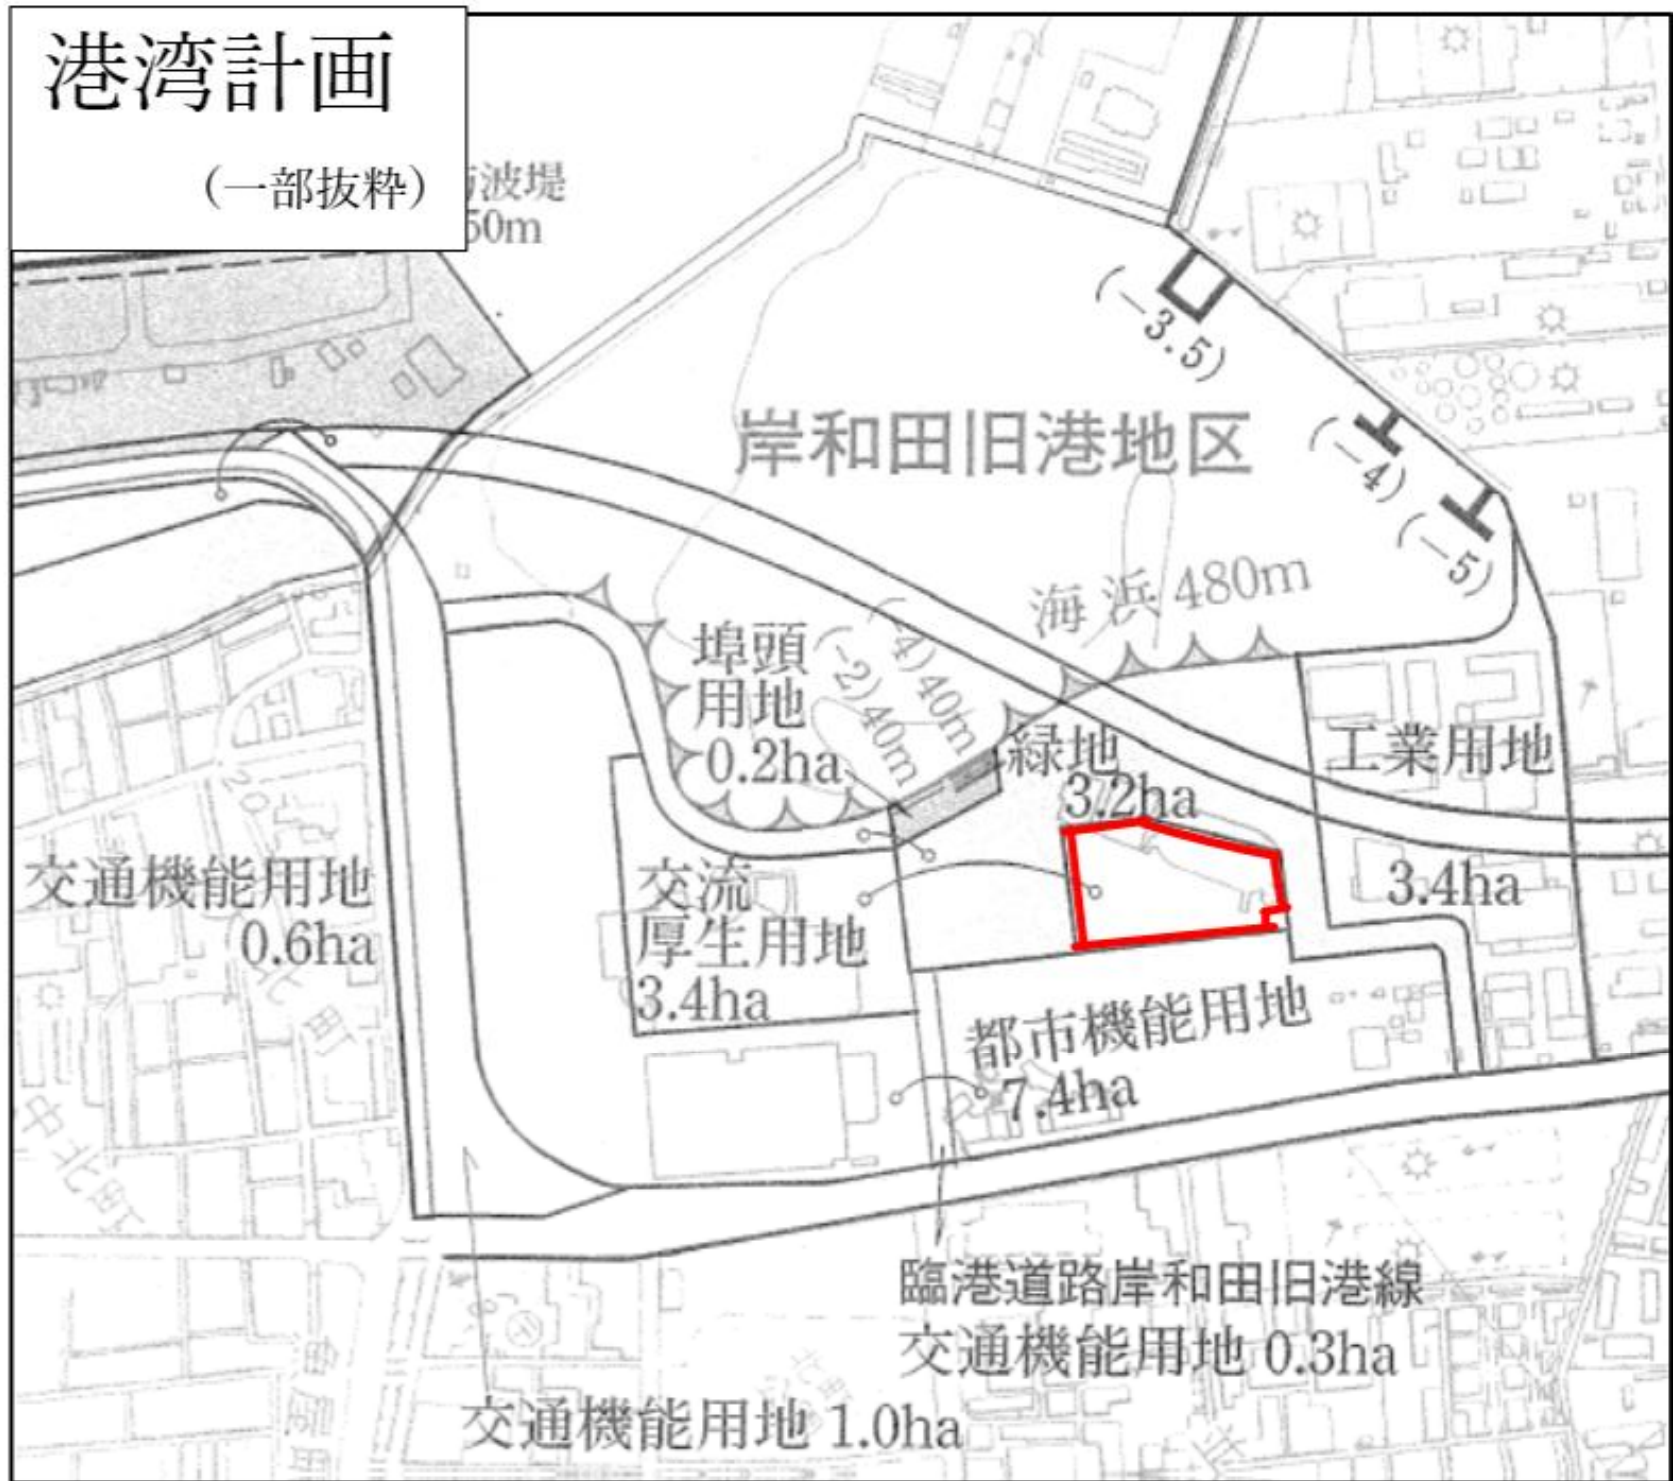 港湾計画
(一部抜粋)
波堤
50m
(−3.5)
岸和田旧港地区
(−4)
(−5)
海浜 480m
埠頭
用地
0.2ha
(-4)40m
(-2)40m
緑地
3.2ha
工業用地
3.4ha
交通機能用地
0.6ha
交流
厚生用地
3.4ha
都市機能用地
7.4ha
臨港道路岸和田旧港線
交通機能用地 0.3ha
交通機能用地 1.0ha
中北町